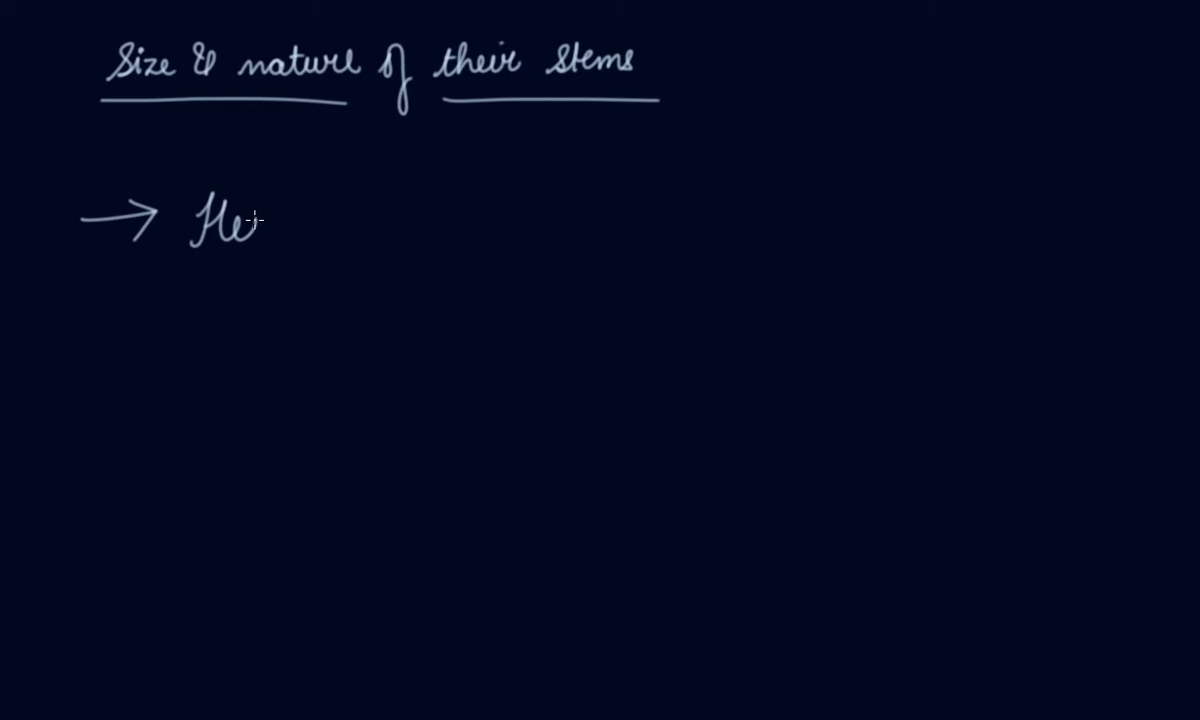 Size & nature of their stems
→ He